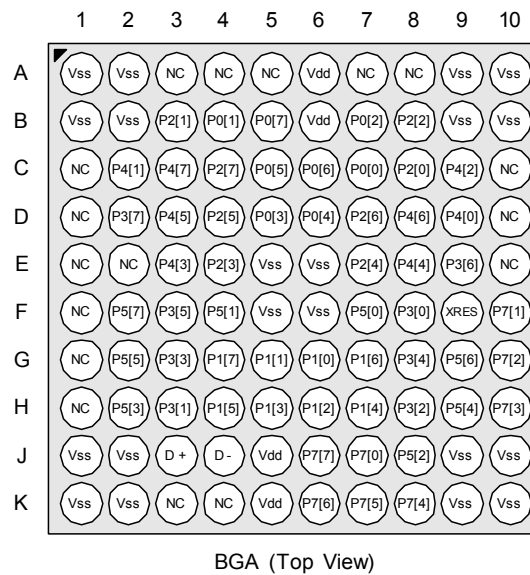 1 2 3 4 5 6 7 8 9 10
A Vss Vss NC NC NC Vdd NC NC Vss Vss
B Vss Vss P2[1] P0[1] P0[7] Vdd P0[2] P2[2] Vss Vss
C NC P4[1] P4[7] P2[7] P0[5] P0[6] P0[0] P2[0] P4[2] NC
D NC P3[7] P4[5] P2[5] P0[3] P0[4] P2[6] P4[6] P4[0] NC
E NC NC P4[3] P2[3] Vss Vss P2[4] P4[4] P3[6] NC
F NC P5[7] P3[5] P5[1] Vss Vss P5[0] P3[0] XRES P7[1]
G NC P5[5] P3[3] P1[7] P1[1] P1[0] P1[6] P3[4] P5[6] P7[2]
H NC P5[3] P3[1] P1[5] P1[3] P1[2] P1[4] P3[2] P5[4] P7[3]
J Vss Vss D + D - Vdd P7[7] P7[0] P5[2] Vss Vss
K Vss Vss NC NC Vdd P7[6] P7[5] P7[4] Vss Vss
BGA (Top View)